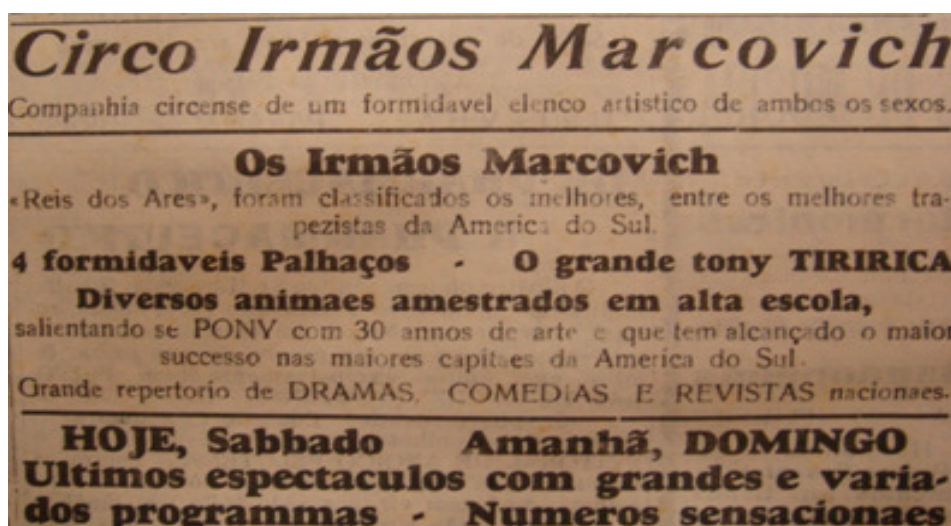 Circo Irmãos Marcovich
Companhia circense de um formidavel elenco artistico de ambos os sexos.
Os Irmãos Marcovich
«Reis dos Ares», foram classificados os melhores, entre os melhores tra-
pezistas da America do Sul.
4 formidaveis Palhaços - O grande tony TIRIRICA
Diversos animaes amestrados em alta escola,
salientando se PONY com 30 annos de arte e que tem alcançado o maior
successo nas maiores capitaes da America do Sul.
Grande repertorio de DRAMAS, COMEDIAS E REVISTAS nacionaes.
HOJE, Sabbado Amanhã, DOMINGO
Ultimos espectaculos com grandes e varia-
dos programmas - Numeros sensacionaes